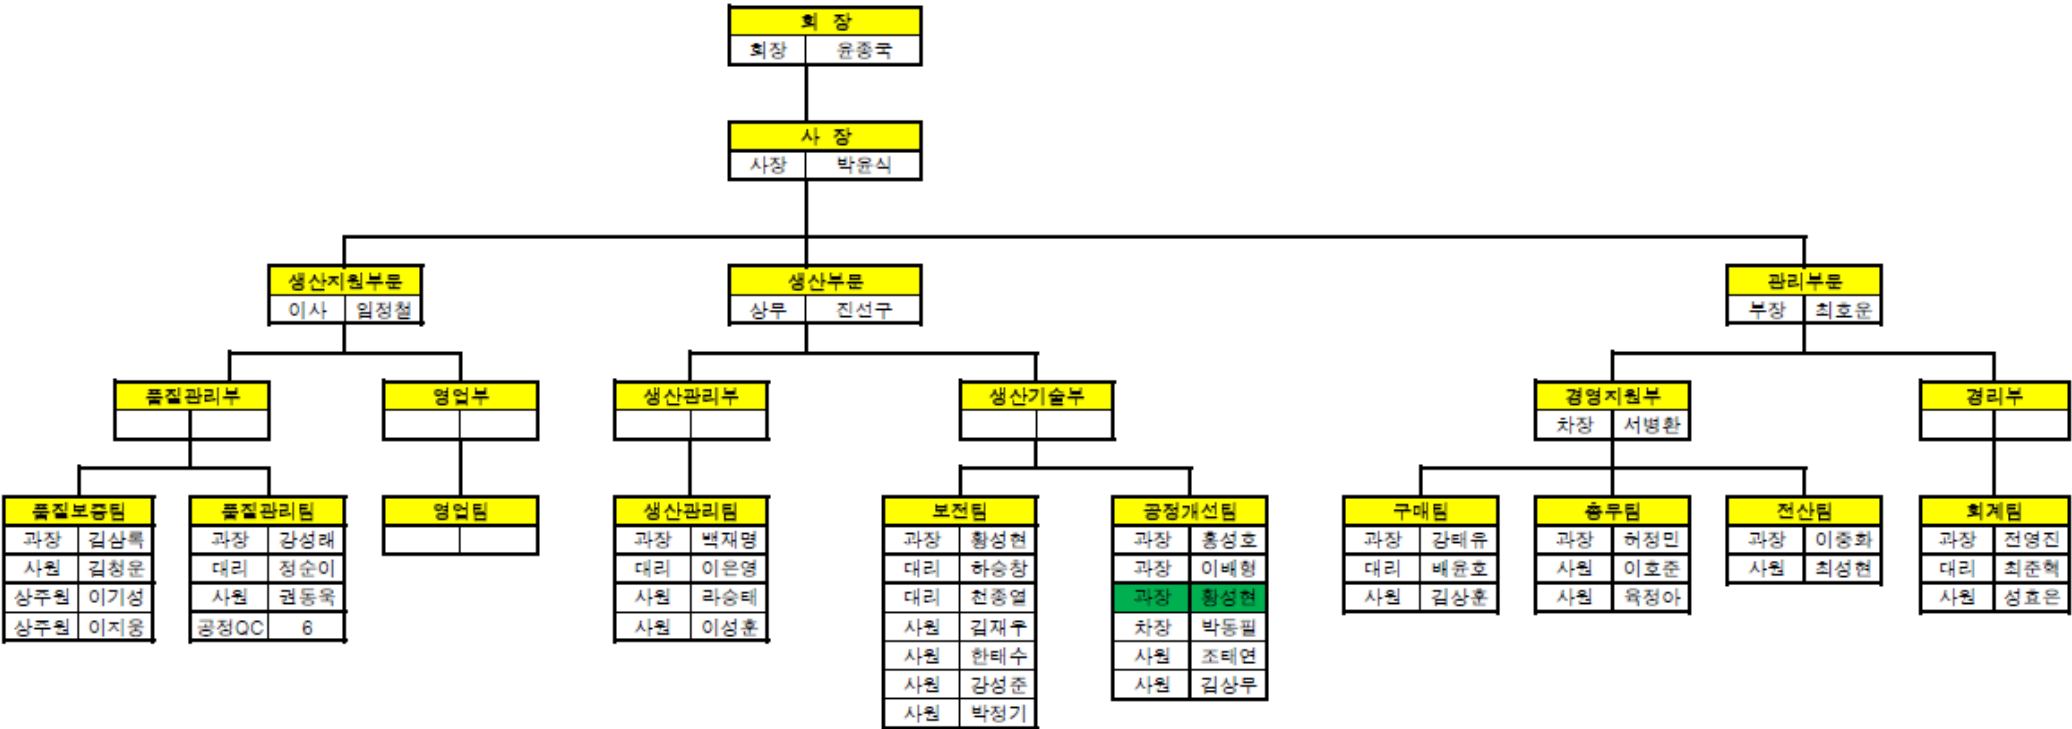 회 장
회장 윤종국
사 장
사장 박윤식
생산지원부문
이사 임정철
생산부문
상무 진선구
관리부문
부장 최호운
품질관리부
영업부
생산관리부
생산기술부
경영지원부
차장 서병환
경리부
품질보증팀
과장 김삼록
사원 김청운
상주원 이기성
상주원 이지웅
품질관리팀
과장 강성래
대리 정순이
사원 권동욱
공정QC 6
영업팀
생산관리팀
과장 백재명
대리 이은영
사원 라승태
사원 이성훈
보전팀
과장 황성현
대리 하승창
대리 천종열
사원 김재우
사원 한태수
사원 강성준
사원 박정기
공정개선팀
과장 홍성호
과장 이배형
과장 황성현
차장 박동필
사원 조태연
사원 김상무
구매팀
과장 강태유
대리 배윤호
사원 김상훈
총무팀
과장 허정민
사원 이호준
사원 육정아
전산팀
과장 이중화
사원 최성현
회계팀
과장 전영진
대리 최준혁
사원 성효은